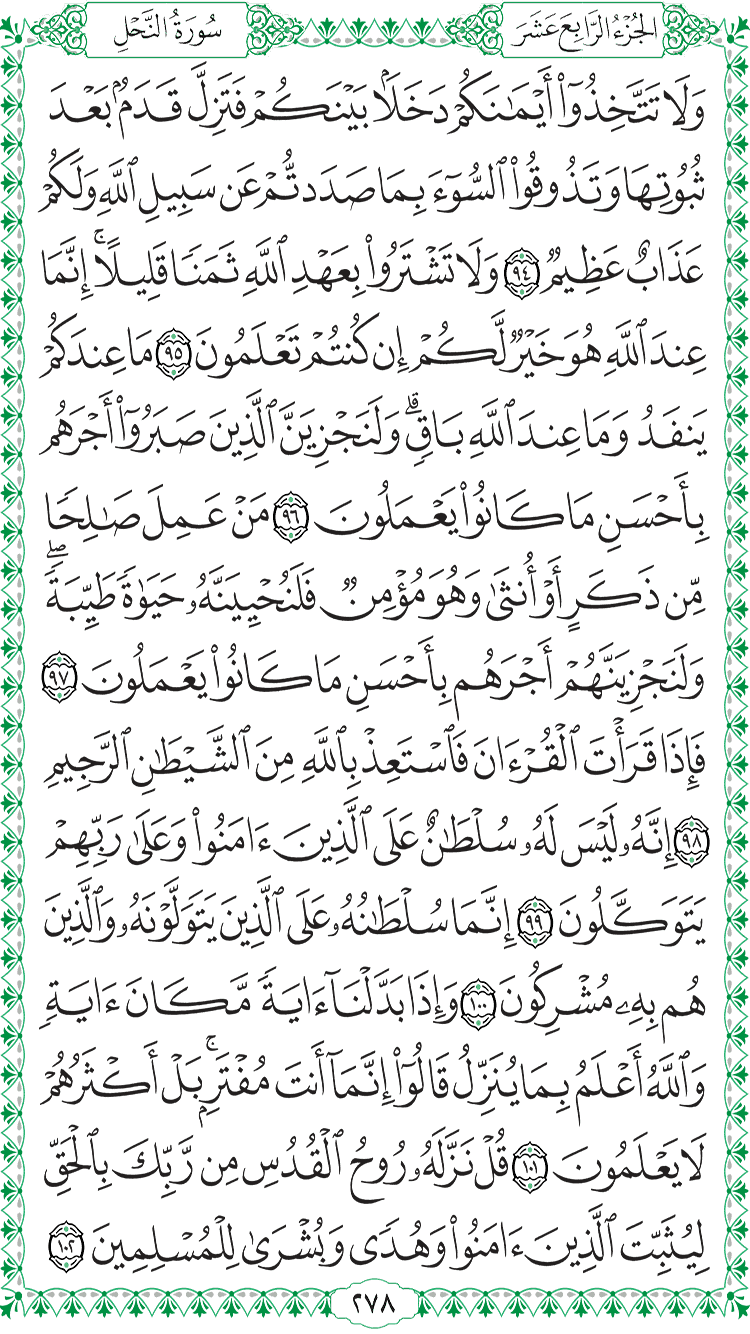 الجُزْءُ الرَّابِعَ عَشَرَ
سُورَةُ النَّحْلِ
وَلَا تَتَّخِذُوٓا۟ أَيْمَـٰنَكُمْ دَخَلًۢا بَيْنَكُمْ فَتَزِلَّ قَدَمٌۢ بَعْدَ
ثُبُوتِهَا وَتَذُوقُوا۟ ٱلسُّوٓءَ بِمَا صَدَدتُّمْ عَن سَبِيلِ ٱللَّهِ وَلَكُمْ
عَذَابٌ عَظِيمٌ ٩٤ وَلَا تَشْتَرُوا۟ بِعَهْدِ ٱللَّهِ ثَمَنًا قَلِيلًا ۚ إِنَّمَا
عِندَ ٱللَّهِ هُوَ خَيْرٌ لَّكُمْ إِن كُنتُمْ تَعْلَمُونَ ٩٥ مَا عِندَكُمْ
يَنفَدُ وَمَا عِندَ ٱللَّهِ بَاقٍ ۗ وَلَنَجْزِيَنَّ ٱلَّذِينَ صَبَرُوٓا۟ أَجْرَهُم
بِأَحْسَنِ مَا كَانُوا۟ يَعْمَلُونَ ٩٦ مَنْ عَمِلَ صَـٰلِحًا
مِّن ذَكَرٍ أَوْ أُنثَىٰ وَهُوَ مُؤْمِنٌ فَلَنُحْيِيَنَّهُۥ حَيَوٰةً طَيِّبَةً ۖ
وَلَنَجْزِيَنَّهُمْ أَجْرَهُم بِأَحْسَنِ مَا كَانُوا۟ يَعْمَلُونَ ٩٧
فَإِذَا قَرَأْتَ ٱلْقُرْءَانَ فَٱسْتَعِذْ بِٱللَّهِ مِنَ ٱلشَّيْطَـٰنِ ٱلرَّجِيمِ
٩٨ إِنَّهُۥ لَيْسَ لَهُۥ سُلْطَـٰنٌ عَلَى ٱلَّذِينَ ءَامَنُوا۟ وَعَلَىٰ رَبِّهِمْ
يَتَوَكَّلُونَ ٩٩ إِنَّمَا سُلْطَـٰنُهُۥ عَلَى ٱلَّذِينَ يَتَوَلَّوْنَهُۥ وَٱلَّذِينَ
هُم بِهِۦ مُشْرِكُونَ ١٠٠ وَإِذَا بَدَّلْنَآ ءَايَةً مَّكَانَ ءَايَةٍ ۙ
وَٱللَّهُ أَعْلَمُ بِمَا يُنَزِّلُ قَالُوٓا۟ إِنَّمَآ أَنتَ مُفْتَرٍۭ ۚ بَلْ أَكْثَرُهُمْ
لَا يَعْلَمُونَ ١٠١ قُلْ نَزَّلَهُۥ رُوحُ ٱلْقُدُسِ مِن رَّبِّكَ بِٱلْحَقِّ
لِيُثَبِّتَ ٱلَّذِينَ ءَامَنُوا۟ وَهُدًى وَبُشْرَىٰ لِلْمُسْلِمِينَ ١٠٢
٢٧٨